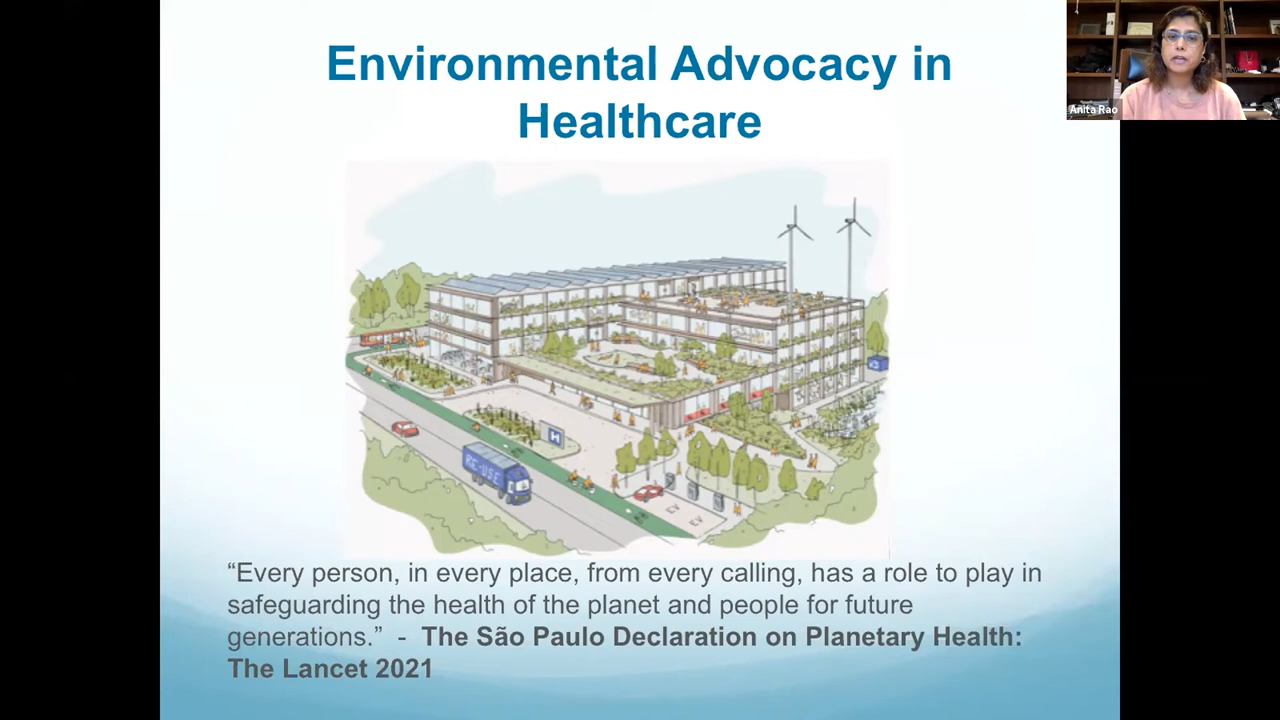 Environmental Advocacy in
Healthcare
Anita Rao
H
RE-USE
“Every person, in every place, from every calling, has a role to play in
safeguarding the health of the planet and people for future
generations.” - The São Paulo Declaration on Planetary Health:
The Lancet 2021